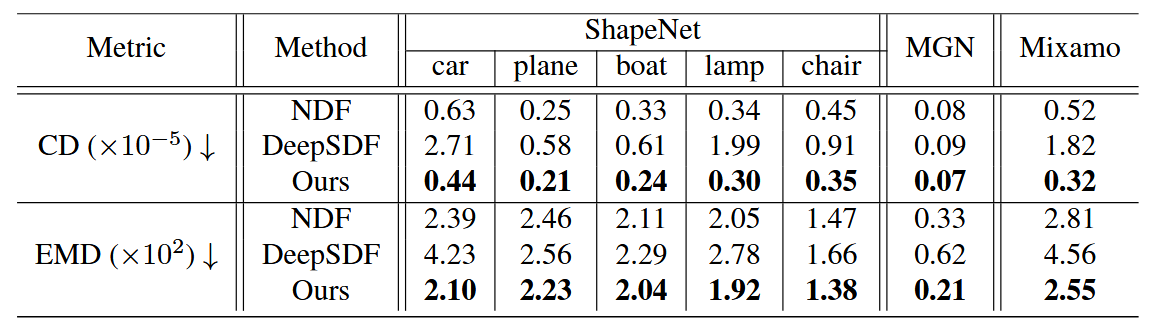 Metric Method ShapeNet MGN Mixamo
car plane boat lamp chair
CD (×10⁻⁵) ↓
NDF 0.63 0.25 0.33 0.34 0.45 0.08 0.52
DeepSDF 2.71 0.58 0.61 1.99 0.91 0.09 1.82
Ours 0.44 0.21 0.24 0.30 0.35 0.07 0.32
EMD (×10²) ↓
NDF 2.39 2.46 2.11 2.05 1.47 0.33 2.81
DeepSDF 4.23 2.56 2.29 2.78 1.66 0.62 4.56
Ours 2.10 2.23 2.04 1.92 1.38 0.21 2.55